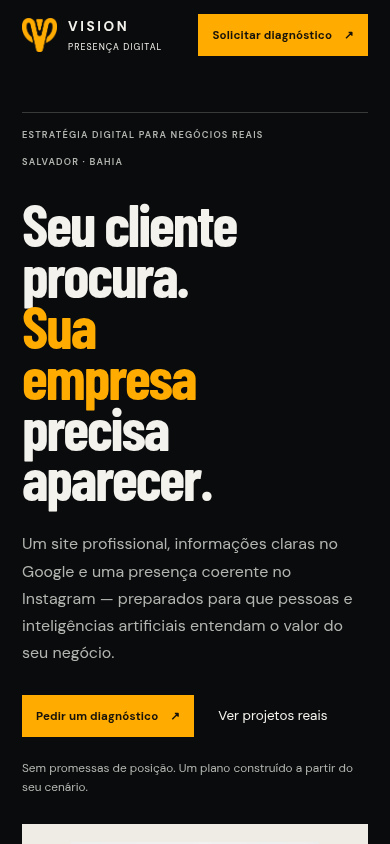 VISION
PRESENÇA DIGITAL
Solicitar diagnóstico ↗
ESTRATÉGIA DIGITAL PARA NEGÓCIOS REAIS
SALVADOR · BAHIA
Seu cliente
procura.
Sua
empresa
precisa
aparecer.
Um site profissional, informações claras no
Google e uma presença coerente no
Instagram — preparados para que pessoas e
inteligências artificiais entendam o valor do
seu negócio.
Pedir um diagnóstico ↗
Ver projetos reais
Sem promessas de posição. Um plano construído a partir do
seu cenário.